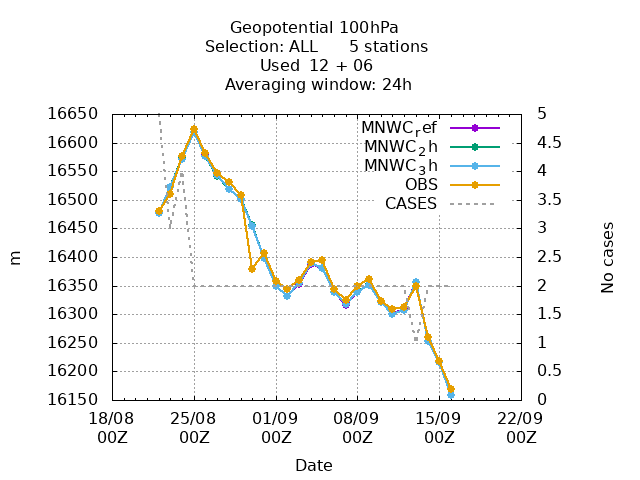 Geopotential 100hPa
Selection: ALL      5 stations
Used  12 + 06
Averaging window: 24h
16650
16600
16550
16500
16450
16400
16350
16300
16250
16200
16150
m
5
4.5
4
3.5
3
2.5
2
1.5
1
0.5
0
No cases
MNWCref
MNWC2h
MNWC3h
OBS
CASES
18/08 25/08 01/09 08/09 15/09 22/09
00Z 00Z 00Z 00Z 00Z 00Z
Date